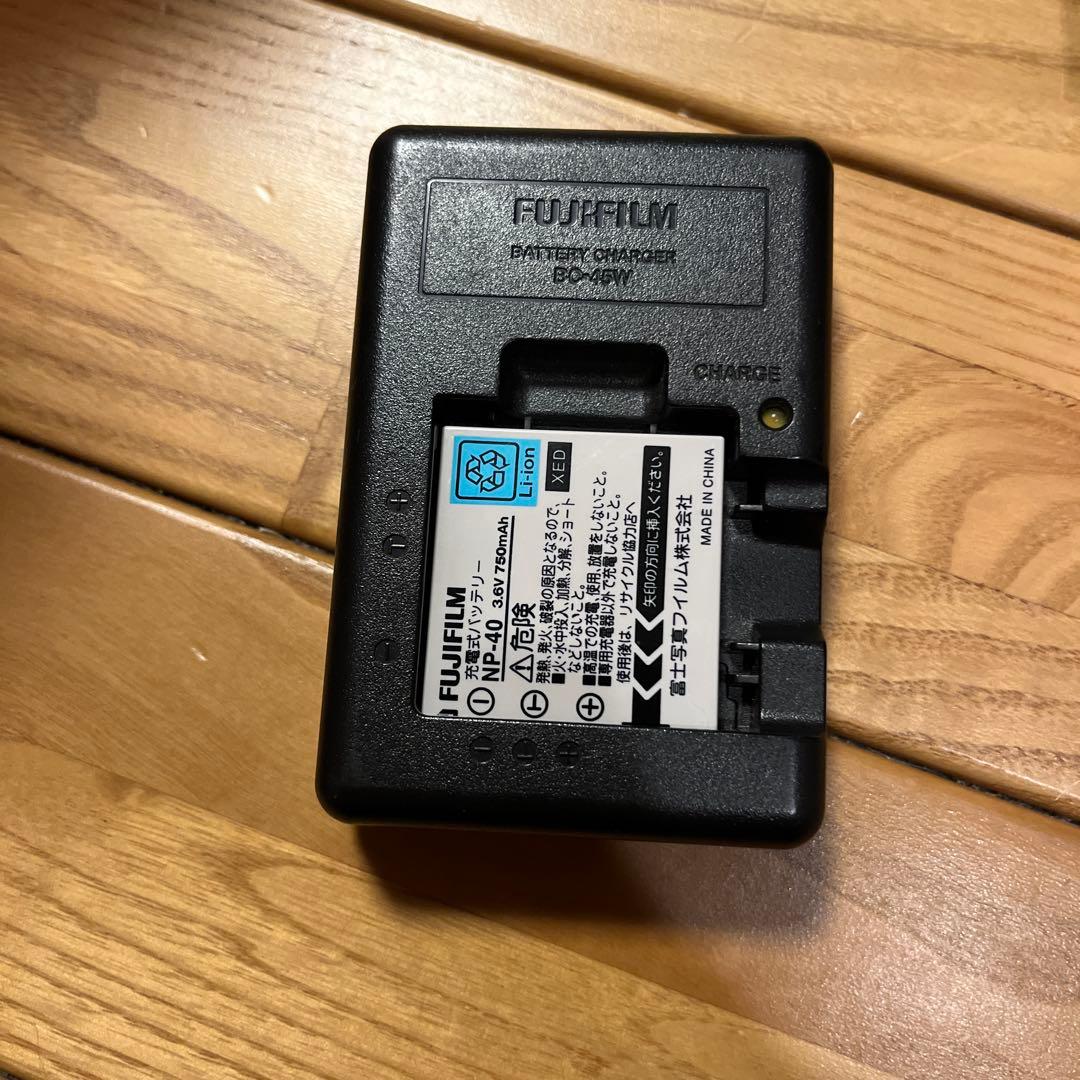 FUJIFILM
BATTERY CHARGER
BC-45W
CHARGE
FUJIFILM
充電式バッテリー
NP-40 3.6V 750mAh
Li-ion
XED
⚠危険
発熱、発火、破裂の原因となるので、
■火・水中投入、加熱、分解、ショート
などしないこと。
■高温での充電、使用、放置をしないこと。
■専用充電器以外で充電しないこと。
使用後は、リサイクル協力店へ
矢印の方向に挿入ください。
富士写真フイルム株式会社
MADE IN CHINA